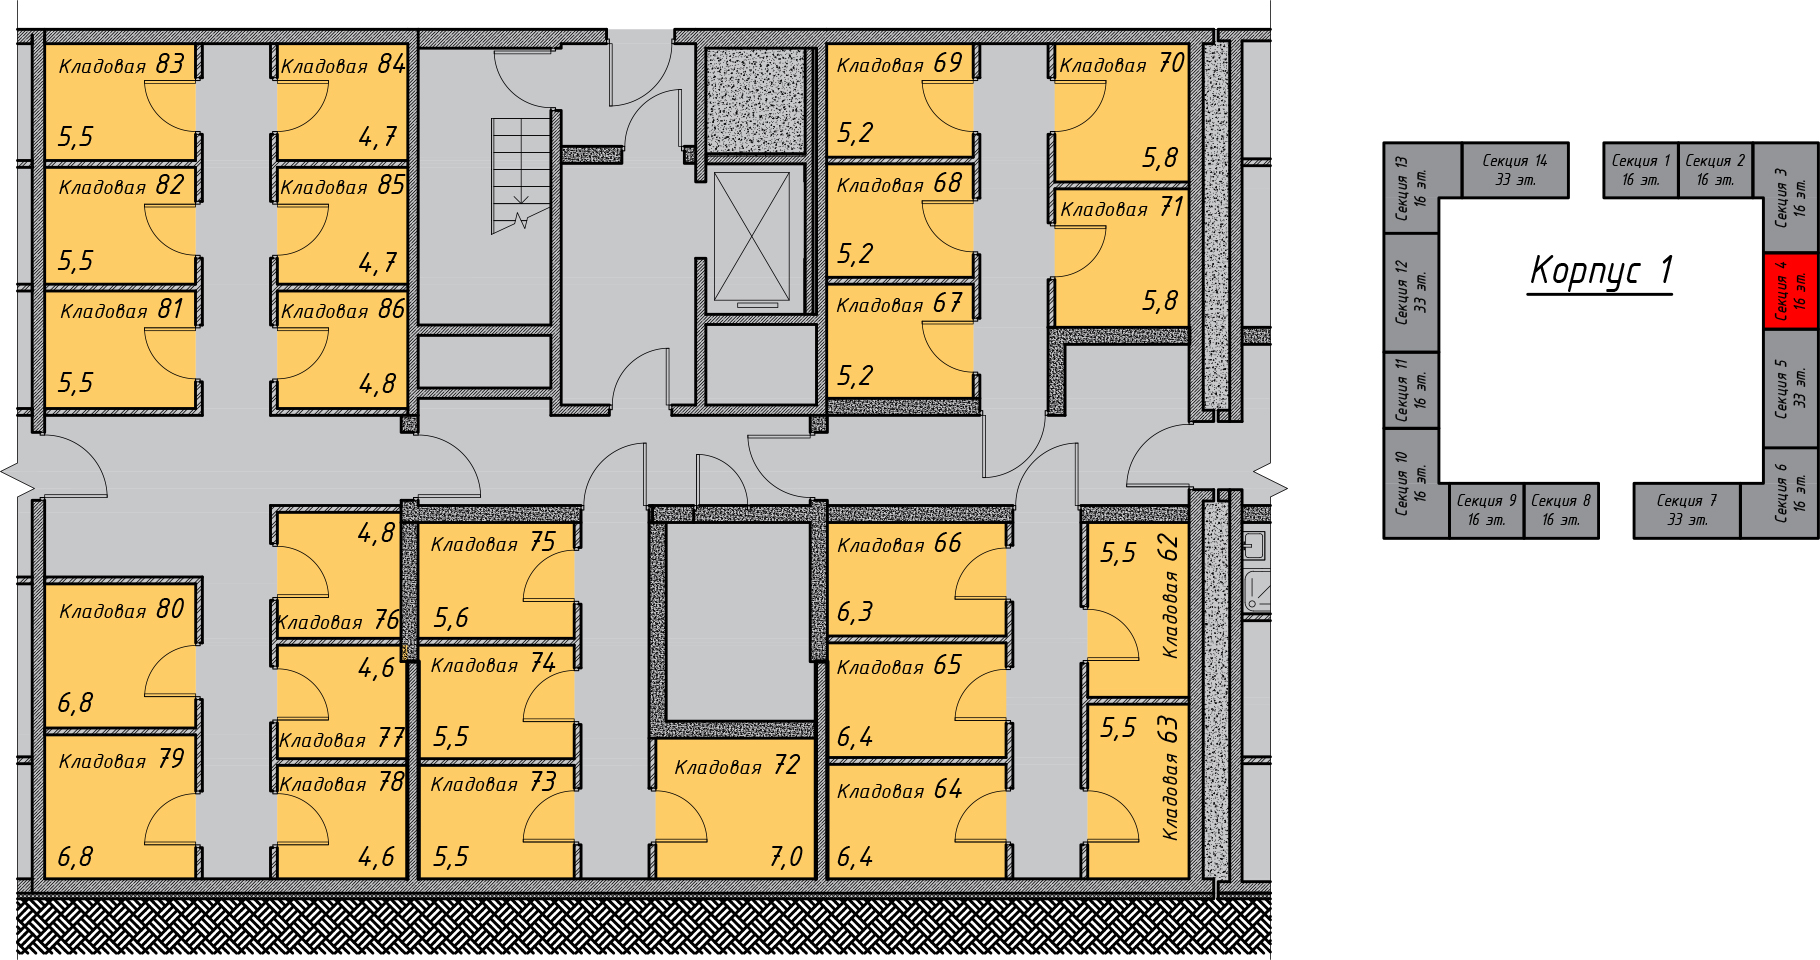 Кладовая 83
5,5
Кладовая 84
4,7
Кладовая 82
5,5
Кладовая 85
4,7
Кладовая 81
5,5
Кладовая 86
4,8
Кладовая 69
5,2
Кладовая 70
5,8
Кладовая 68
5,2
Кладовая 71
5,8
Кладовая 67
5,2
4,8
Кладовая 76
Кладовая 75
5,6
Кладовая 66
6,3
5,5
Кладовая 62
Кладовая 80
6,8
4,6
Кладовая 77
Кладовая 74
5,5
Кладовая 65
6,4
5,5
Кладовая 63
Кладовая 79
6,8
Кладовая 78
4,6
Кладовая 73
5,5
Кладовая 72
7,0
Кладовая 64
6,4
Секция 13
16 эт.
Секция 14
33 эт.
Секция 1
16 эт.
Секция 2
16 эт.
Секция 3
16 эт.
Секция 12
33 эт.
Корпус 1
Секция 4
16 эт.
Секция 11
16 эт.
Секция 5
33 эт.
Секция 10
16 эт.
Секция 9
16 эт.
Секция 8
16 эт.
Секция 7
33 эт.
Секция 6
16 эт.